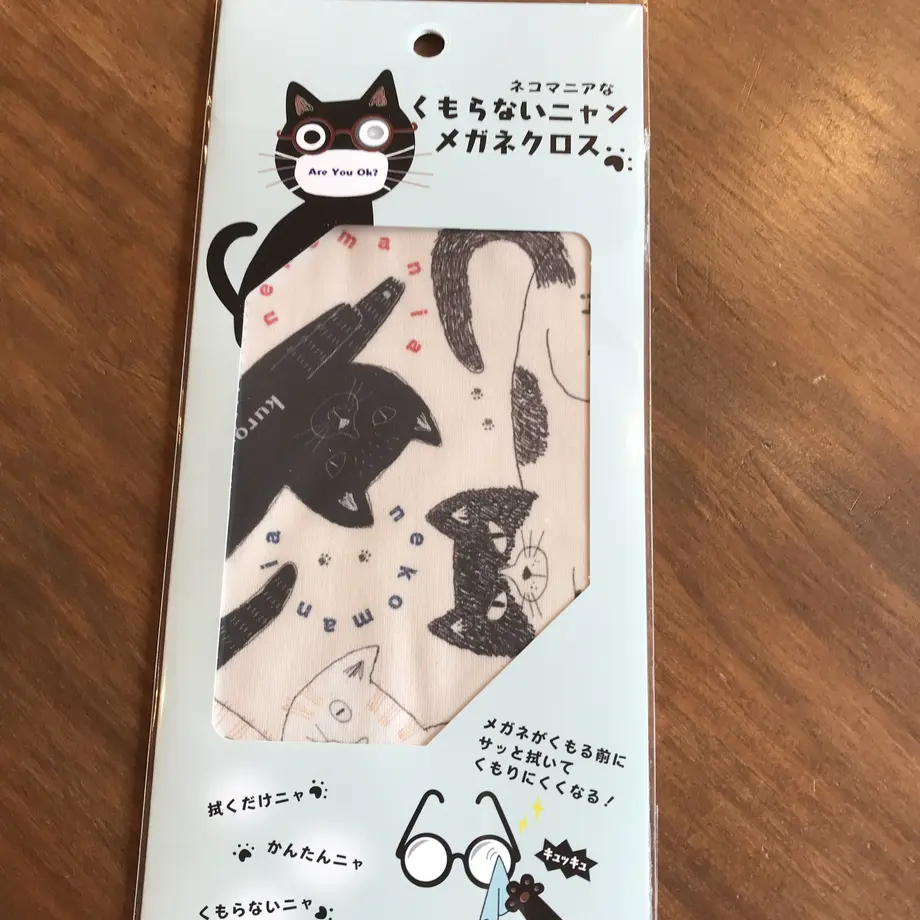 ネコマニアな
くもらないニャン
メガネクロス
Are You Ok?
nekomania
kuro
nekomani
メガネがくもる前に
サッと拭いて
くもりにくくなる!
拭くだけニャ
かんたんニャ
キュッキュ
くもらないニャ